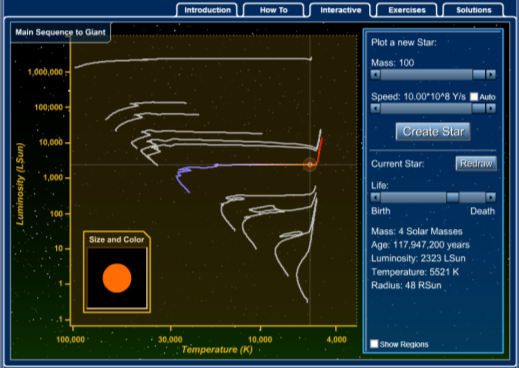 Introduction How To Interactive Exercises Solutions
Main Sequence to Giant
Plot a new Star:
Mass: 100
Speed: 10.00*10^8 Y/s Auto
Create Star
Current Star: Redraw
Life:
Birth Death
Mass: 4 Solar Masses
Age: 117,947,200 years
Luminosity: 2323 LSun
Temperature: 5521 K
Radius: 48 RSun
Show Regions
Luminosity (LSun)
1,000,000
100,000
10,000
1,000
100
10
1
.1
Size and Color
100,000 30,000 10,000 4,000
Temperature (K)